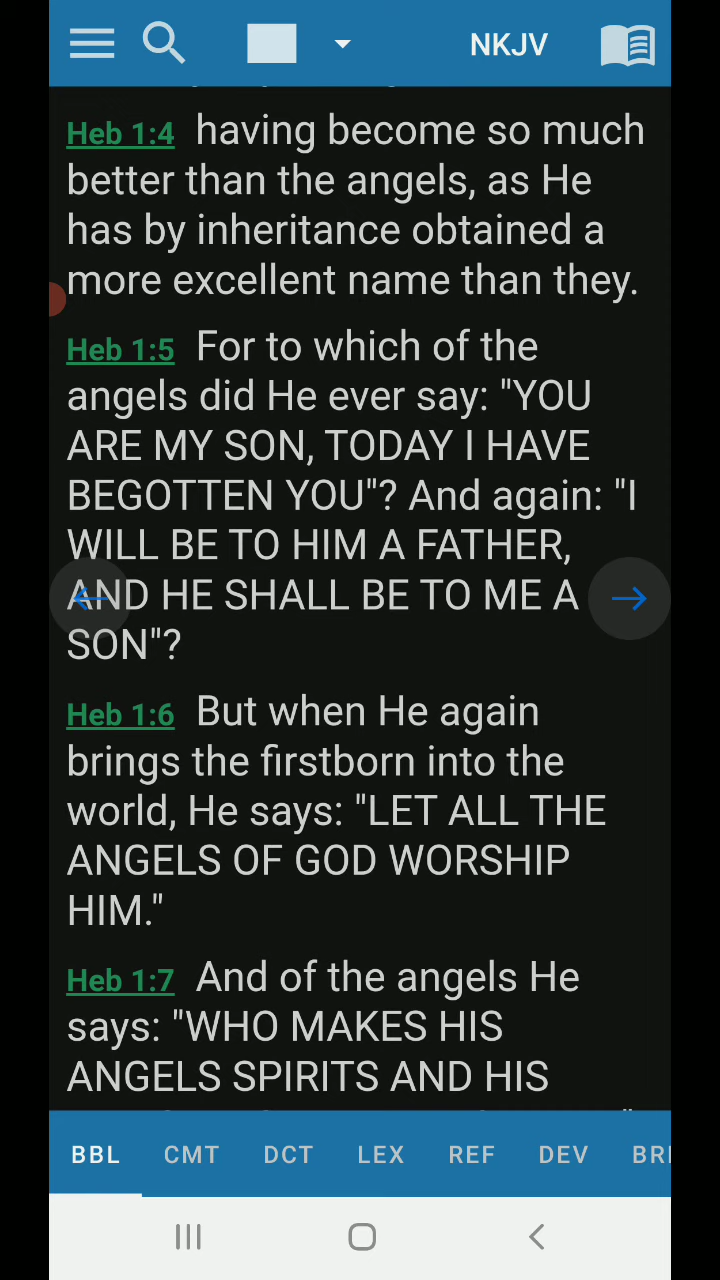 NKJV
Heb 1:4 having become so much
better than the angels, as He
has by inheritance obtained a
more excellent name than they.
Heb 1:5 For to which of the
angels did He ever say: "YOU
ARE MY SON, TODAY I HAVE
BEGOTTEN YOU"? And again: "I
WILL BE TO HIM A FATHER,
AND HE SHALL BE TO ME A
SON"?
Heb 1:6 But when He again
brings the firstborn into the
world, He says: "LET ALL THE
ANGELS OF GOD WORSHIP
HIM."
Heb 1:7 And of the angels He
says: "WHO MAKES HIS
ANGELS SPIRITS AND HIS
BBL CMT DCT LEX REF DEV